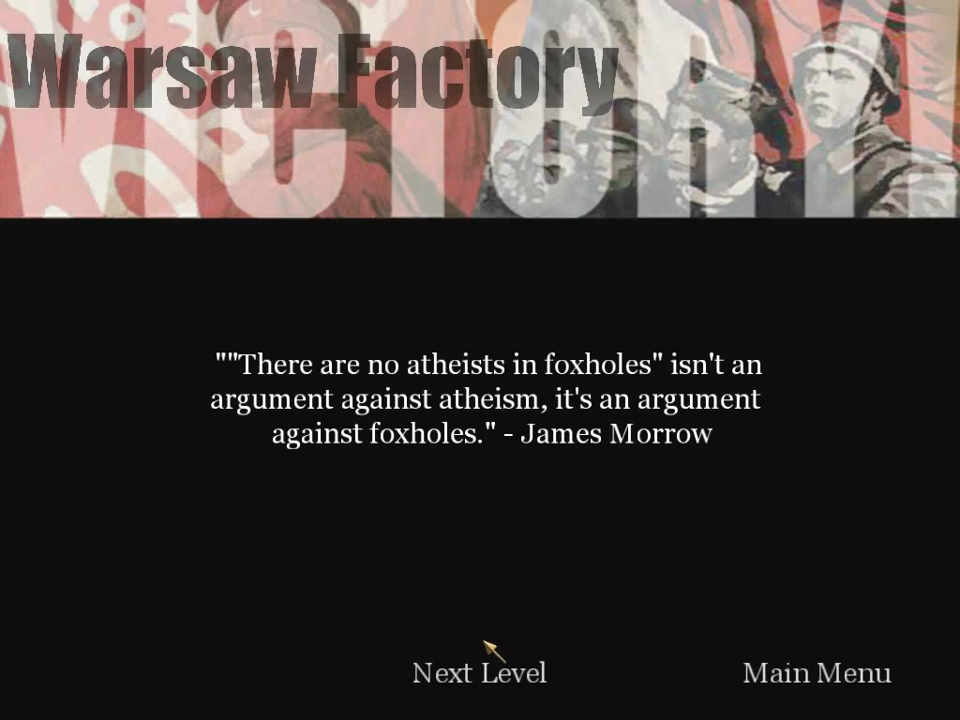 VICTORY!
Warsaw Factory
""There are no atheists in foxholes" isn't an
argument against atheism, it's an argument
against foxholes." - James Morrow
Next Level
Main Menu